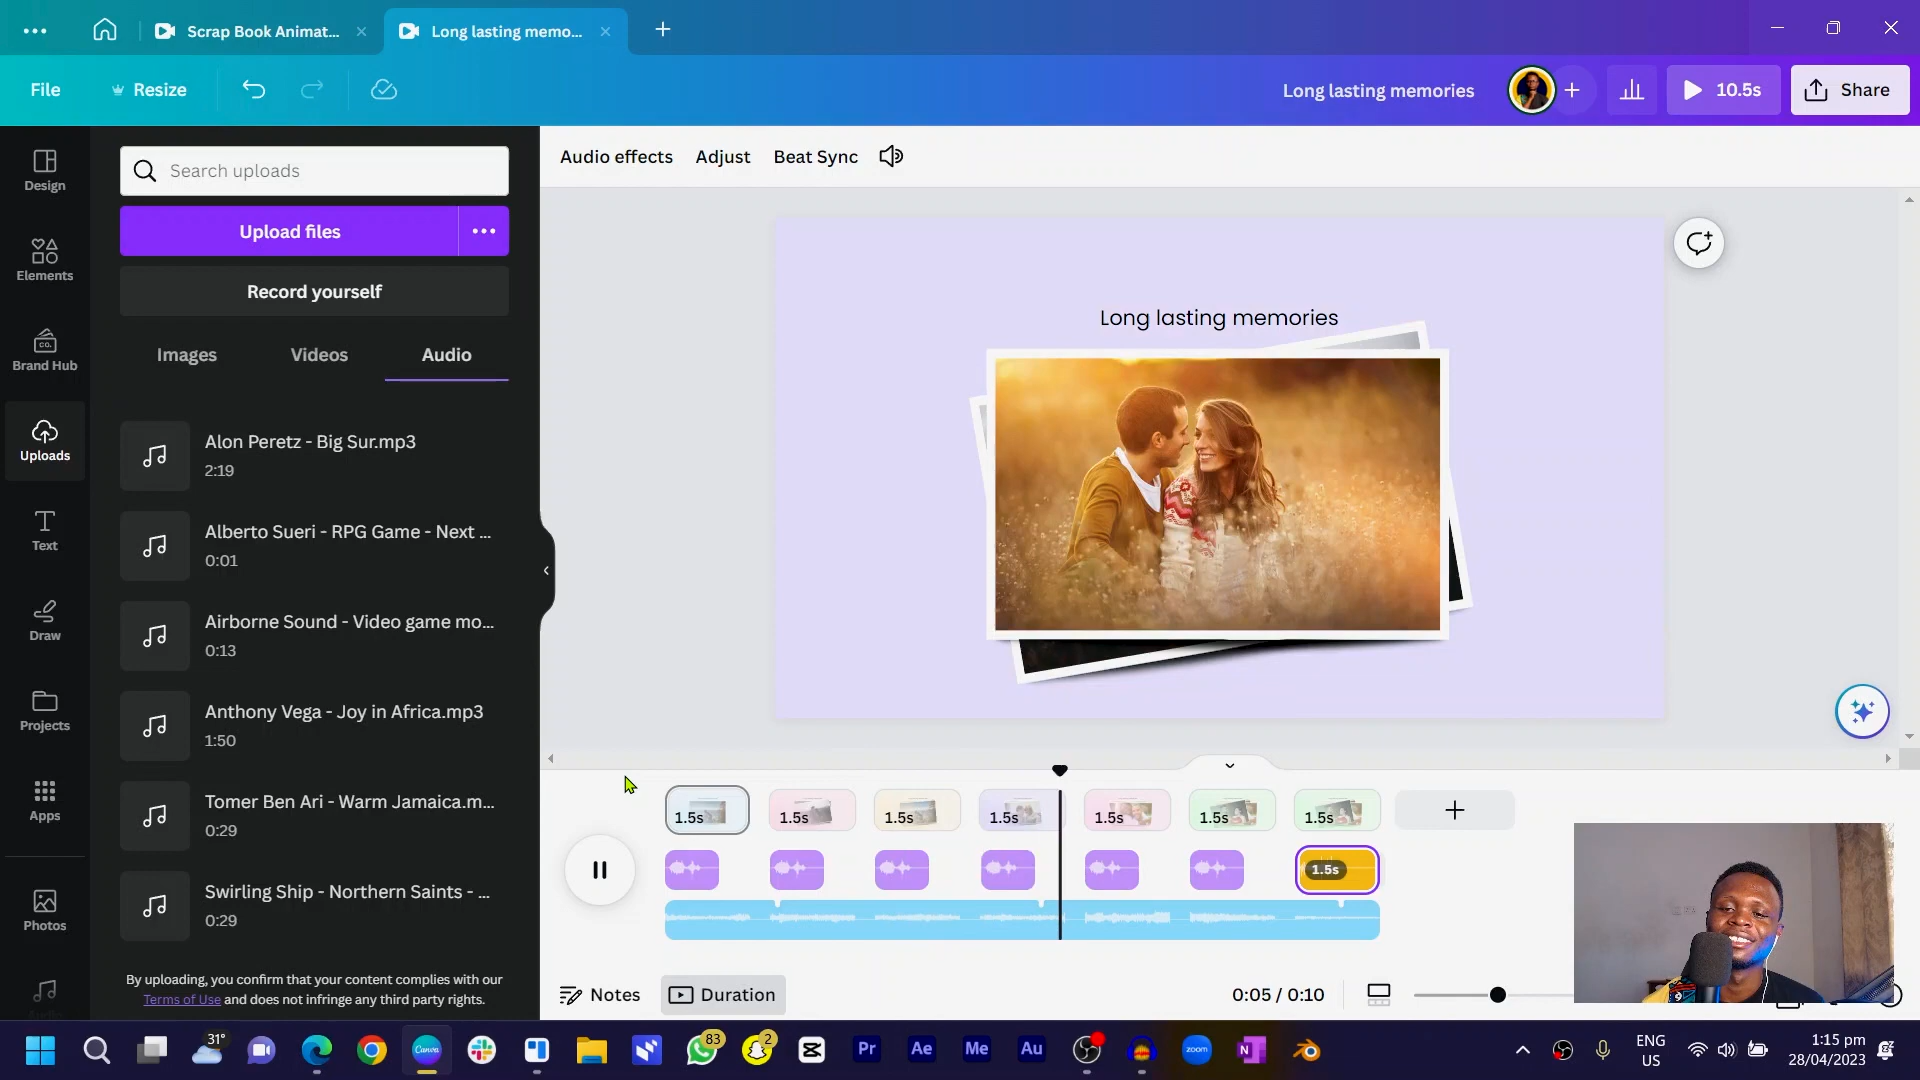 Scrap Book Animat...
Long lasting memo...
File
Resize
Long lasting memories
10.5s
Share
Design
Elements
Brand Hub
Uploads
Text
Draw
Projects
Apps
Photos
Search uploads
Upload files
Record yourself
Images
Videos
Audio
Alon Peretz - Big Sur.mp3
2:19
Alberto Sueri - RPG Game - Next ...
0:01
Airborne Sound - Video game mo...
0:13
Anthony Vega - Joy in Africa.mp3
1:50
Tomer Ben Ari - Warm Jamaica.m...
0:29
Swirling Ship - Northern Saints - ...
0:29
By uploading, you confirm that your content complies with our
Terms of Use and does not infringe any third party rights.
Audio effects
Adjust
Beat Sync
Long lasting memories
1.5s
1.5s
1.5s
1.5s
1.5s
1.5s
1.5s
1.5s
Notes
Duration
0:05 / 0:10
31°
Canva
83
2
Pr
Ae
Me
Au
zoom
N
ENG
US
1:15 pm
28/04/2023